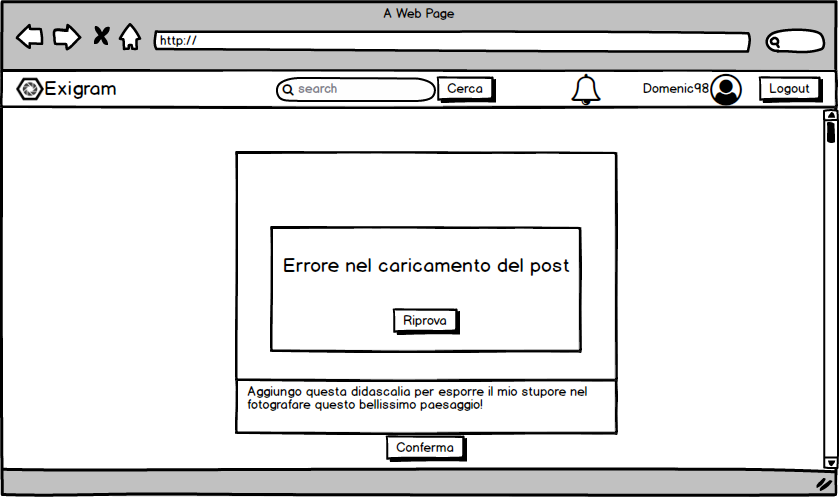 A Web Page
http://
Exigram
search
Cerca
Domenic98
Logout
Errore nel caricamento del post
Riprova
Aggiungo questa didascalia per esporre il mio stupore nel
fotografare questo bellissimo paesaggio!
Conferma